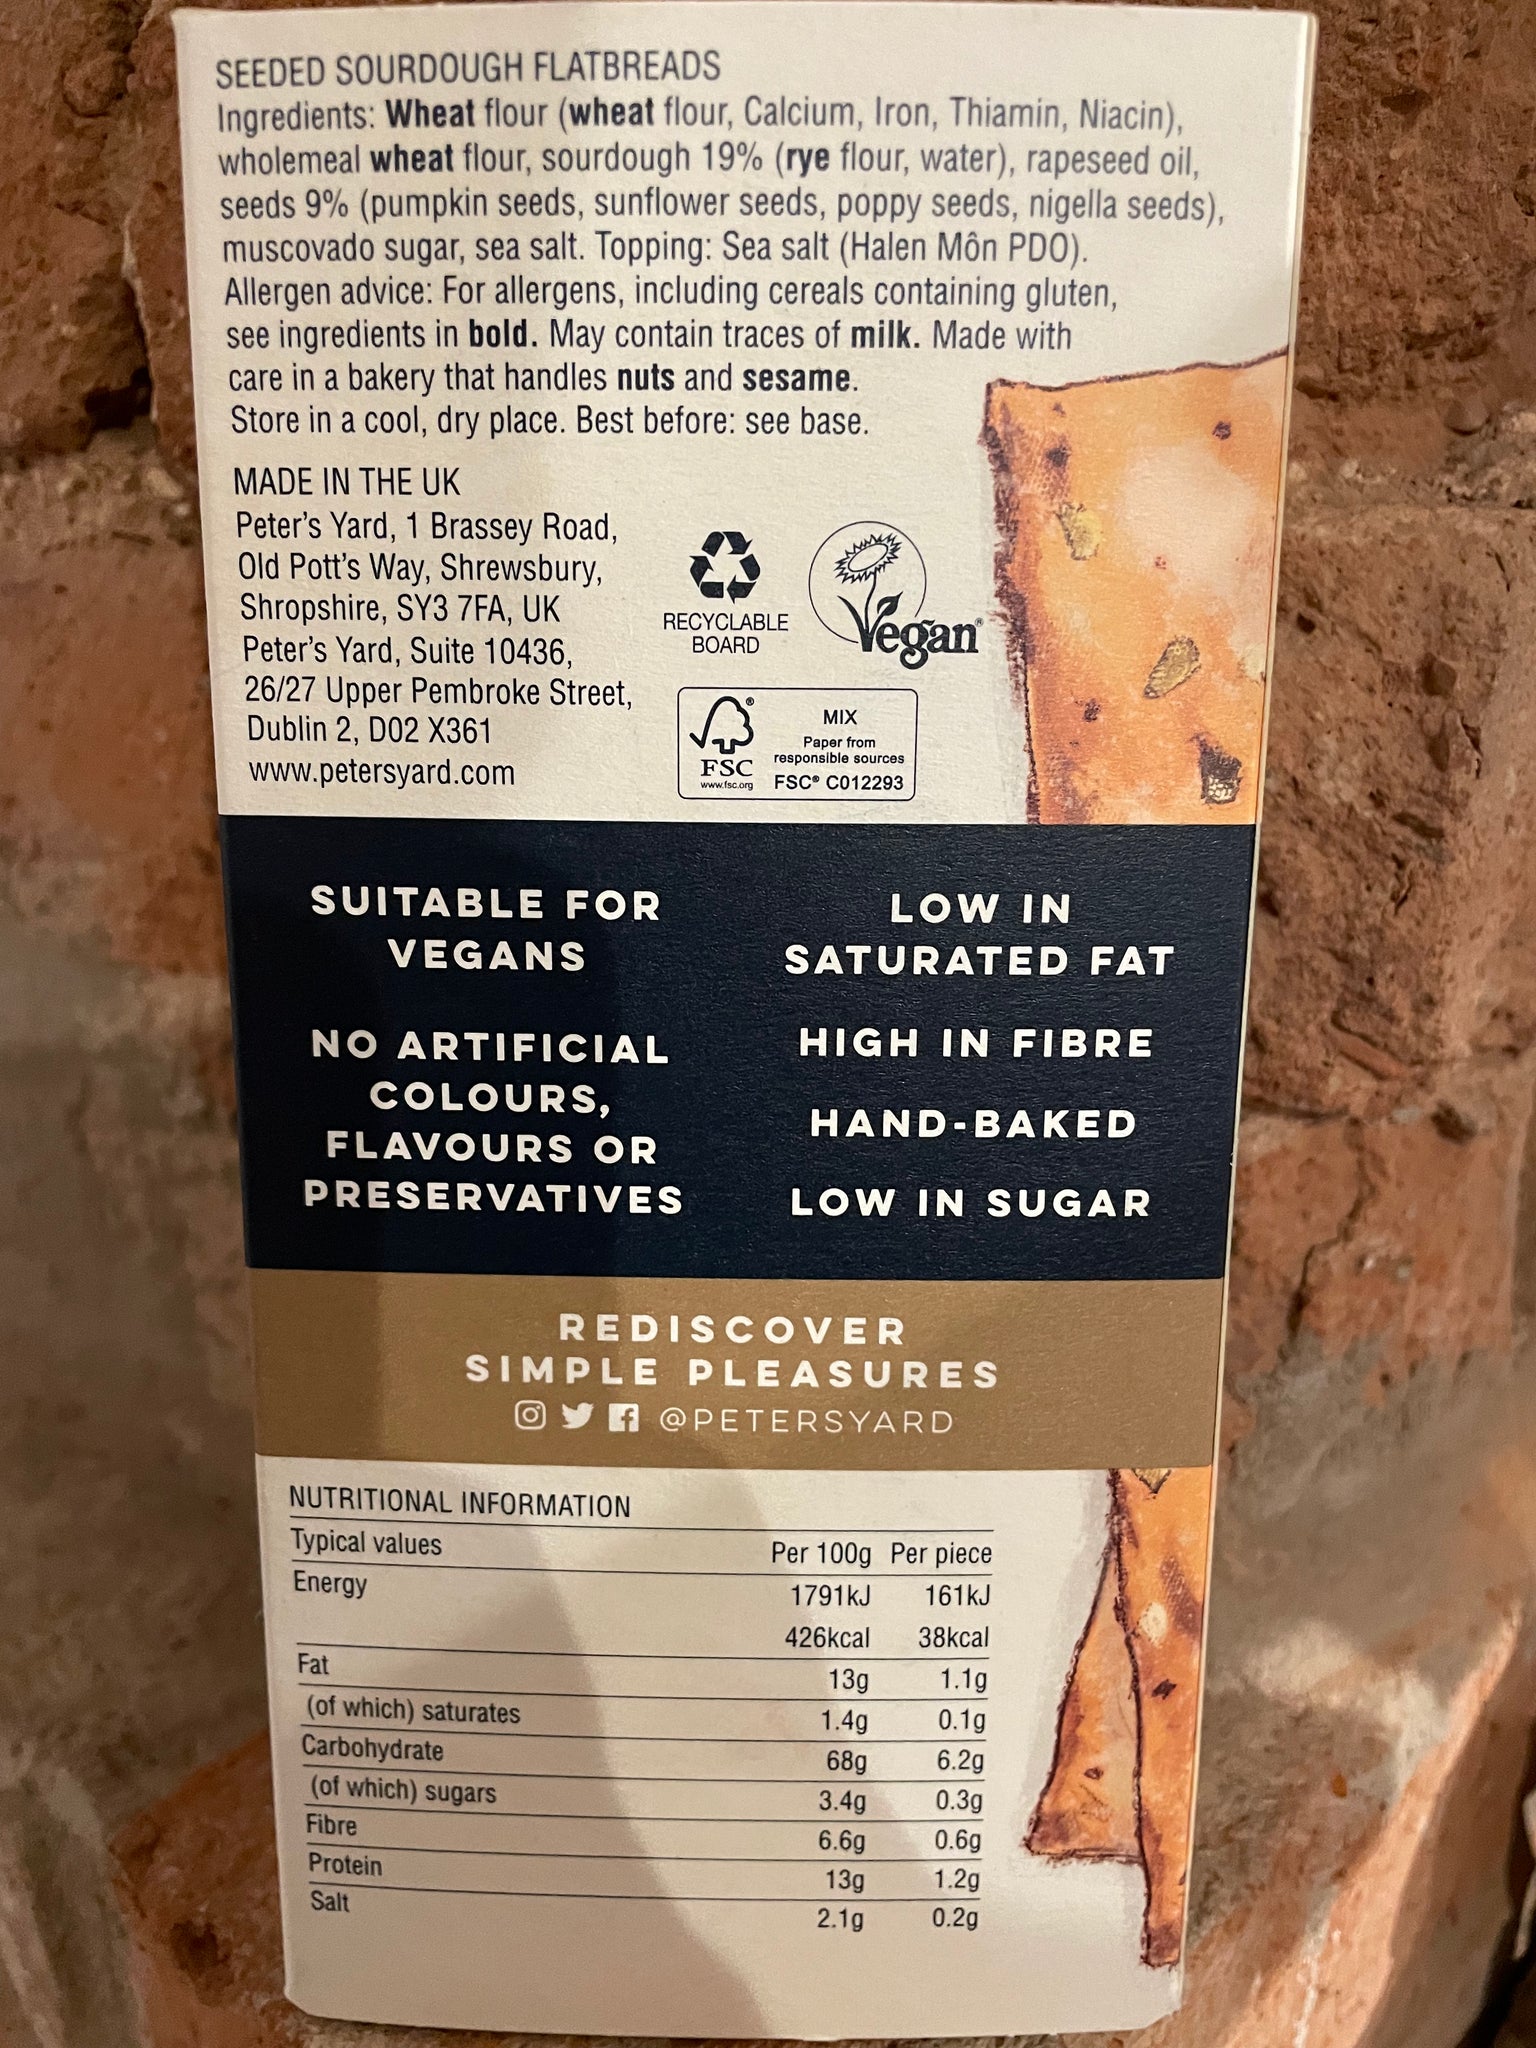 SEEDED SOURDOUGH FLATBREADS
Ingredients: Wheat flour (wheat flour, Calcium, Iron, Thiamin, Niacin),
wholemeal wheat flour, sourdough 19% (rye flour, water), rapeseed oil,
seeds 9% (pumpkin seeds, sunflower seeds, poppy seeds, nigella seeds),
muscovado sugar, sea salt. Topping: Sea salt (Halen Môn PDO).
Allergen advice: For allergens, including cereals containing gluten,
see ingredients in bold. May contain traces of milk. Made with
care in a bakery that handles nuts and sesame.
Store in a cool, dry place. Best before: see base.
MADE IN THE UK
Peter's Yard, 1 Brassey Road,
Old Pott's Way, Shrewsbury,
Shropshire, SY3 7FA, UK
Peter's Yard, Suite 10436,
26/27 Upper Pembroke Street,
Dublin 2, D02 X361
www.petersyard.com
RECYCLABLE
BOARD
Vegan®
FSC®
www.fsc.org
MIX
Paper from
responsible sources
FSC® C012293
SUITABLE FOR
VEGANS
NO ARTIFICIAL
COLOURS,
FLAVOURS OR
PRESERVATIVES
LOW IN
SATURATED FAT
HIGH IN FIBRE
HAND-BAKED
LOW IN SUGAR
REDISCOVER
SIMPLE PLEASURES
@PETERSYARD
NUTRITIONAL INFORMATION
Typical values Per 100g Per piece
Energy 1791kJ 161kJ
426kcal 38kcal
Fat 13g 1.1g
(of which) saturates 1.4g 0.1g
Carbohydrate 68g 6.2g
(of which) sugars 3.4g 0.3g
Fibre 6.6g 0.6g
Protein 13g 1.2g
Salt 2.1g 0.2g